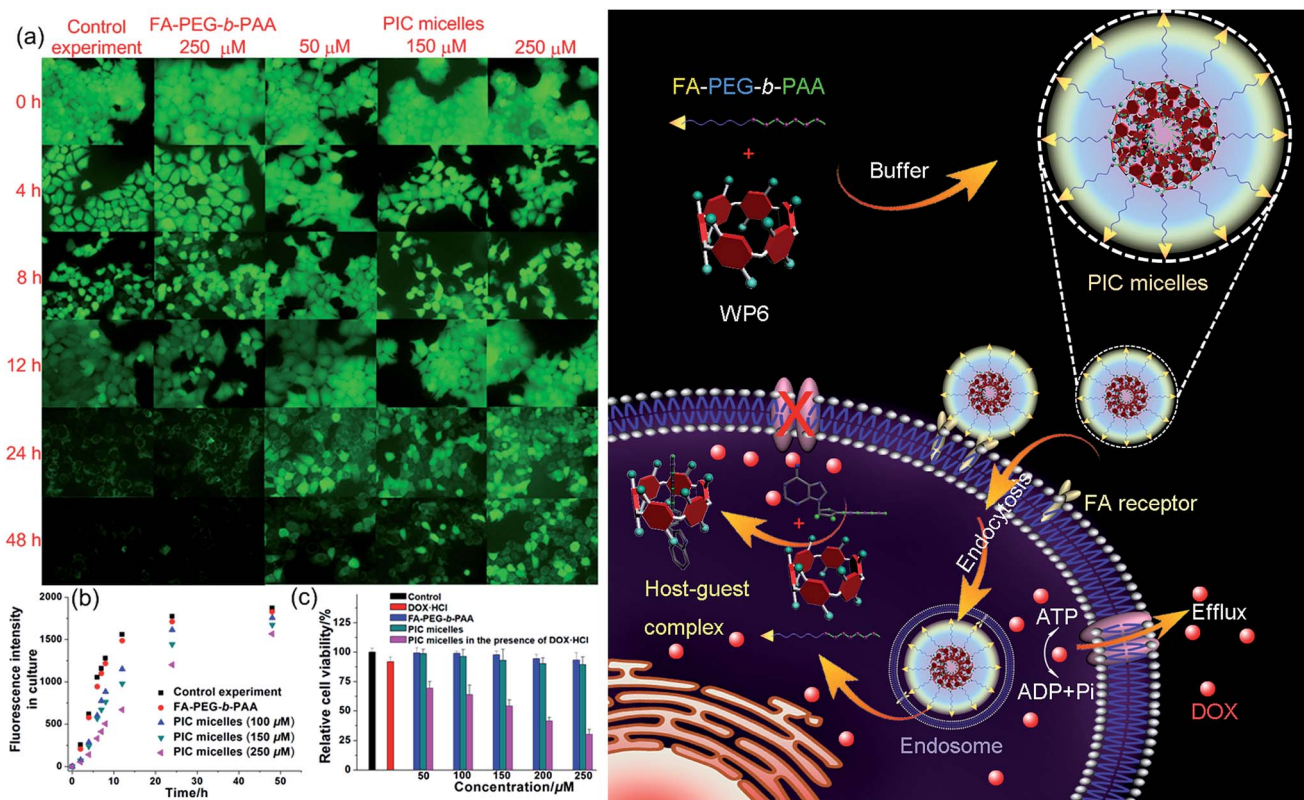 (a)
Control experiment
FA-PEG-b-PAA 250 μM
PIC micelles
50 μM
150 μM
250 μM
0 h
4 h
8 h
12 h
24 h
48 h
(b)
Fluorescence intensity in culture
2000
1750
1500
1250
1000
750
500
250
0
0
10
20
30
40
50
Time/h
Control experiment
FA-PEG-b-PAA
PIC micelles (100 μM)
PIC micelles (150 μM)
PIC micelles (250 μM)
(c)
Control
DOX·HCl
FA-PEG-b-PAA
PIC micelles
PIC micelles in the presence of DOX·HCl
Relative cell viability/%
125
100
75
50
25
0
50
100
150
200
250
Concentration/μM
FA-PEG-b-PAA
+
WP6
Buffer
PIC micelles
X
Endocytosis
FA receptor
+
Host-guest
complex
Endosome
ATP
ADP+Pi
Efflux
DOX